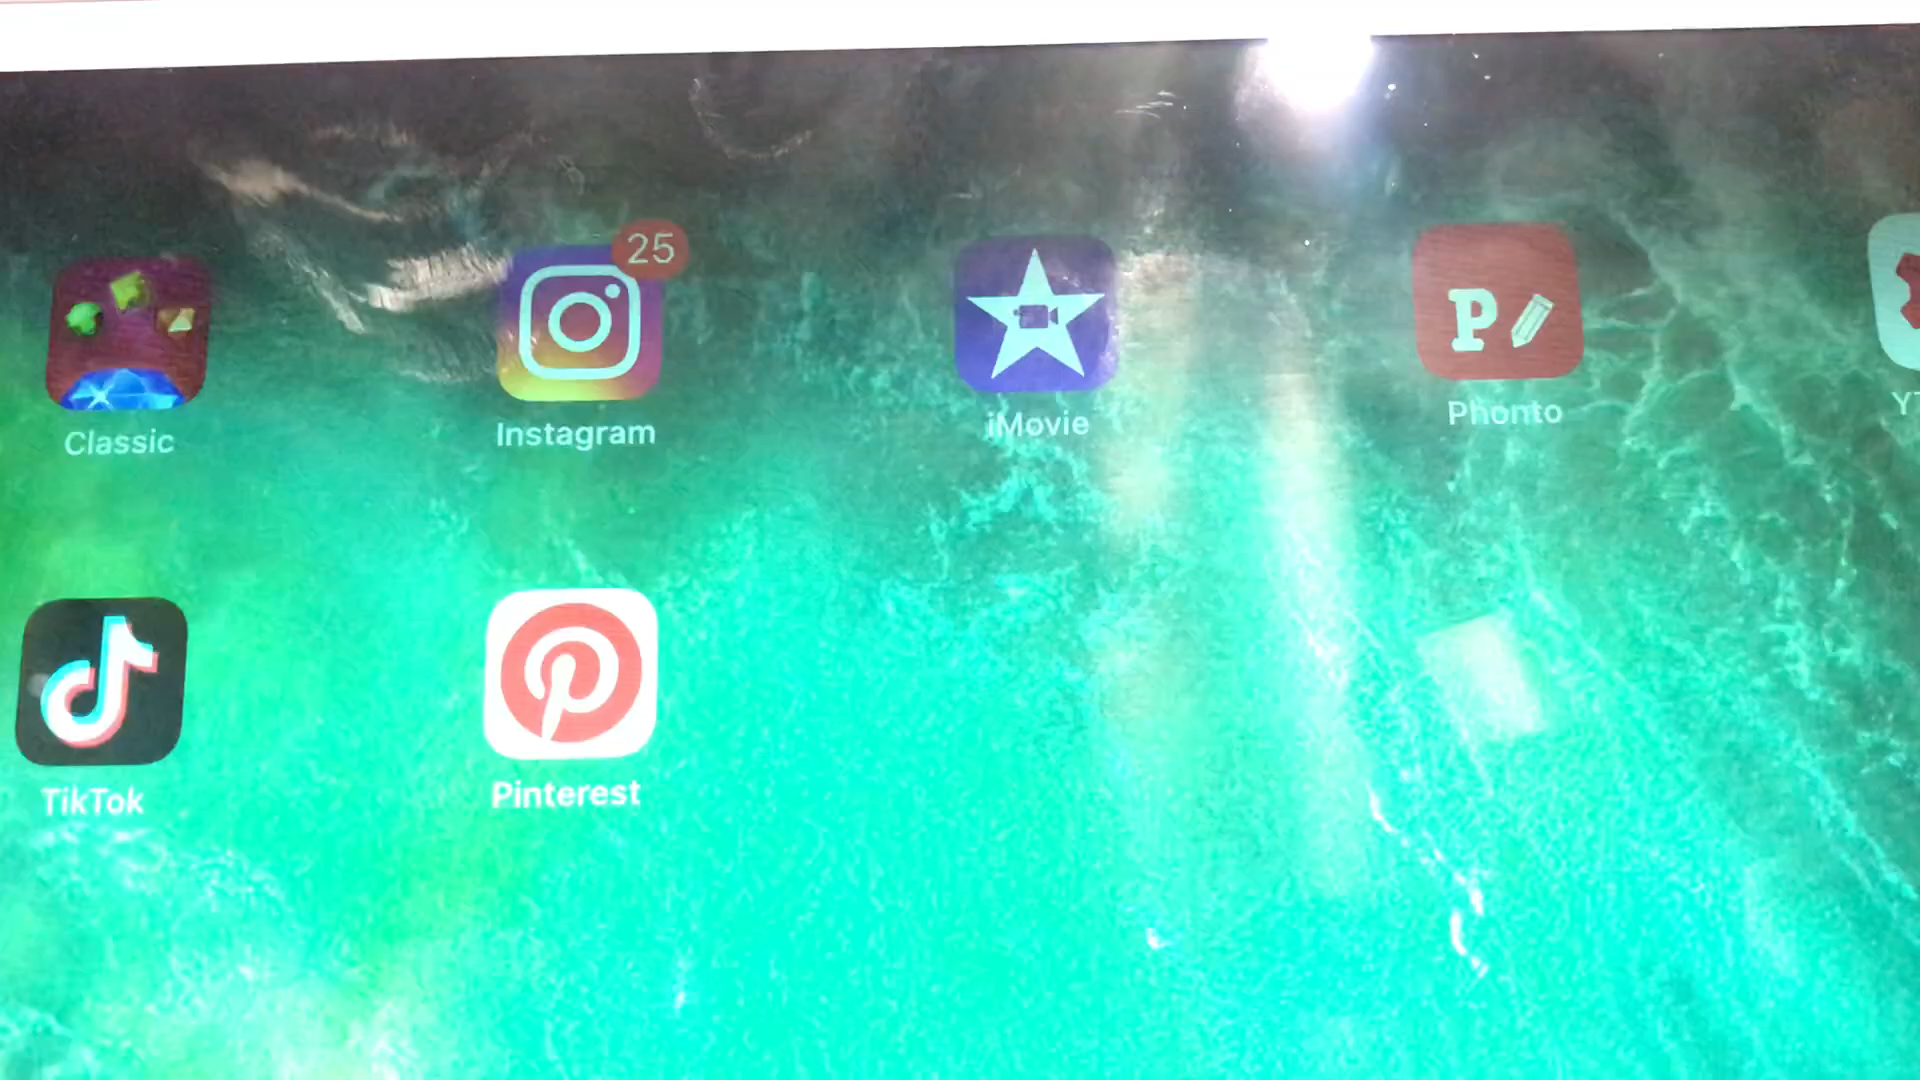 25
Classic
Instagram
iMovie
P
Phonto
TikTok
Pinterest